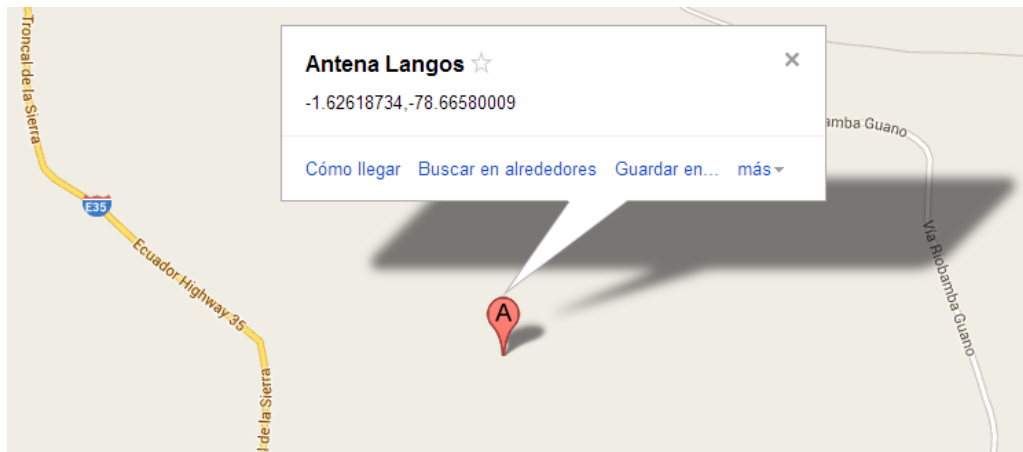 Troncal de la Sierra
Antena Langos
-1.62618734,-78.66580009
Cómo llegar Buscar en alrededores Guardar en... más
amba Guano
E35
Ecuador Highway 35
Vía Riobamba Guano
A
l de la Sierra